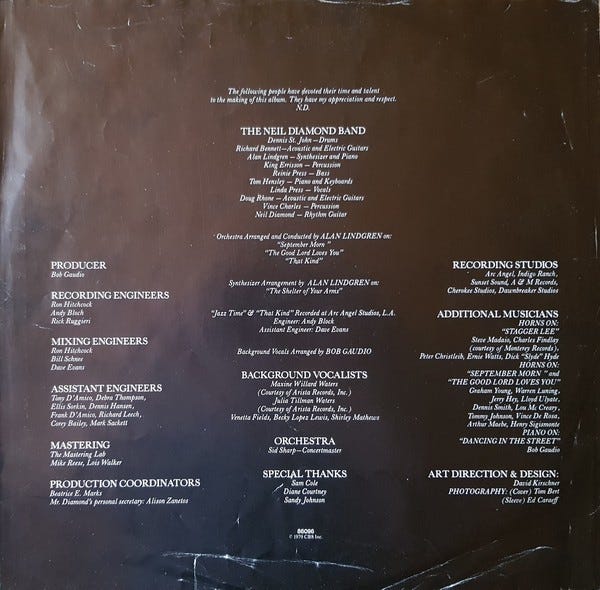 The following people have devoted their time and talent
to the making of this album. They have my appreciation and respect.
N.D.
THE NEIL DIAMOND BAND
Dennis St. John — Drums
Richard Bennett—Acoustic and Electric Guitars
Alan Lindgren — Synthesizer and Piano
King Errisson — Percussion
Reinie Press — Bass
Tom Hensley — Piano and Keyboards
Linda Press — Vocals
Doug Rhone — Acoustic and Electric Guitars
Vince Charles — Percussion
Neil Diamond — Rhythm Guitar
Orchestra Arranged and Conducted by ALAN LINDGREN on:
"September Morn"
"The Good Lord Loves You"
"That Kind"
Synthesizer Arrangement by ALAN LINDGREN on:
"The Shelter of Your Arms"
"Jazz Time" & "That Kind" Recorded at Arc Angel Studios, L.A.
Engineer: Andy Block
Assistant Engineer: Dave Evans
Background Vocals Arranged by BOB GAUDIO
BACKGROUND VOCALISTS
Maxine Willard Waters
(Courtesy of Arista Records, Inc.)
Julia Tillman Waters
(Courtesy of Arista Records, Inc.)
Venetta Fields, Becky Lopez Lewis, Shirley Mathews
ORCHESTRA
Sid Sharp—Concertmaster
SPECIAL THANKS
Sam Cole
Diane Courtney
Sandy Johnson
86096
© 1979 CBS Inc.
PRODUCER
Bob Gaudio
RECORDING ENGINEERS
Ron Hitchcock
Andy Bloch
Rick Ruggieri
MIXING ENGINEERS
Ron Hitchcock
Bill Schnee
Dave Evans
ASSISTANT ENGINEERS
Tony D'Amico, Debra Thompson,
Ellis Sorkin, Dennis Hansen,
Frank D'Amico, Richard Leech,
Corey Bailey, Mark Sackett
MASTERING
The Mastering Lab
Mike Reese, Lois Walker
PRODUCTION COORDINATORS
Beatrice E. Marks
Mr. Diamond's personal secretary: Alison Zanetos
RECORDING STUDIOS
Arc Angel, Indigo Ranch,
Sunset Sound, A & M Records,
Cherokee Studios, Dawnbreaker Studios
ADDITIONAL MUSICIANS
HORNS ON:
"STAGGER LEE"
Steve Madaio, Charles Findley
(courtesy of Monterey Records).
Peter Christleib, Ernie Watts, Dick "Slyde" Hyde
HORNS ON:
"SEPTEMBER MORN" and
"THE GOOD LORD LOVES YOU"
Graham Young, Warren Luning,
Jerry Hey, Lloyd Ulyate,
Dennis Smith, Lou Mc Creary,
Tommy Johnson, Vince De Rosa,
Arthur Maebe, Henry Sigismonte
PIANO ON:
"DANCING IN THE STREET"
Bob Gaudio
ART DIRECTION & DESIGN:
David Kirschner
PHOTOGRAPHY: (Cover) Tom Bert
(Sleeve) Ed Caraeff